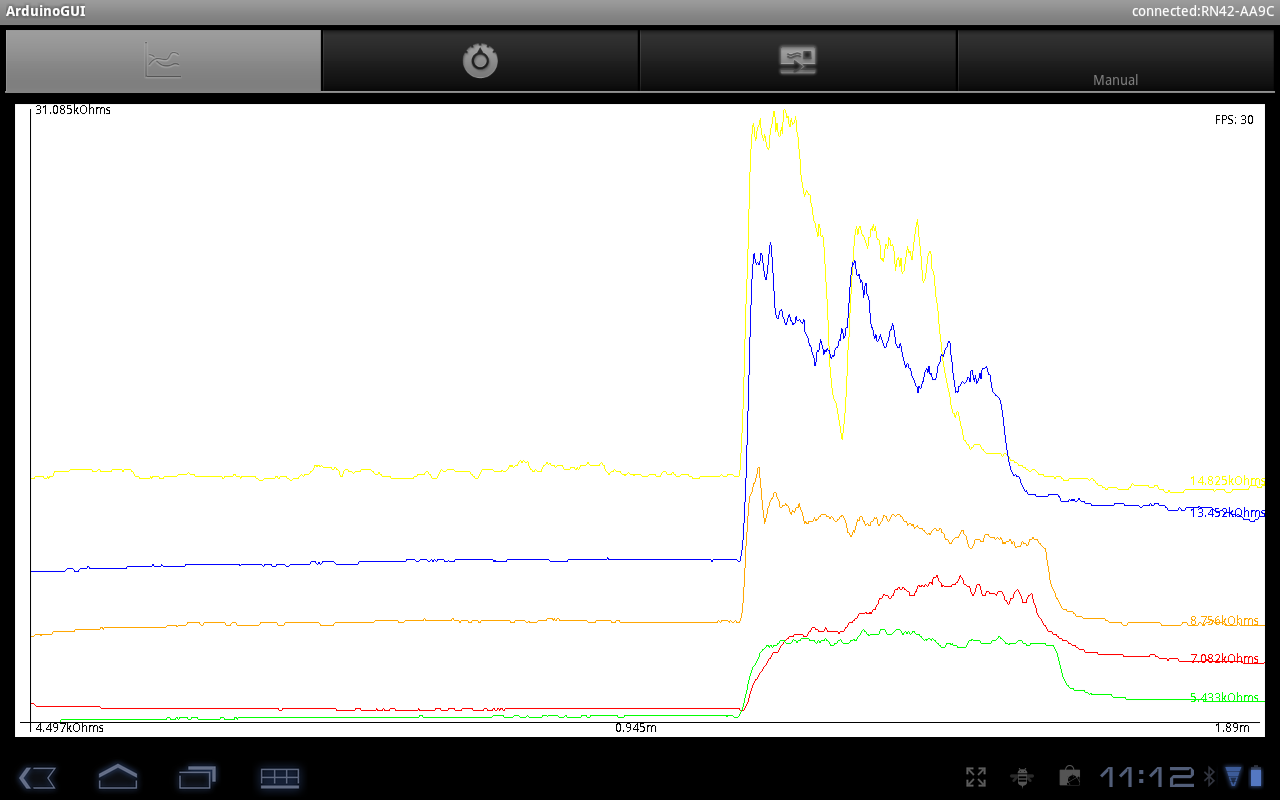 ArduinoGUI
connected:RN42-AA9C
Manual
31.085kOhms
FPS: 30
14.825kOhms
13.452kOhms
8.756kOhms
7.082kOhms
5.433kOhms
4.497kOhms
0.945m
1.89m
11:12